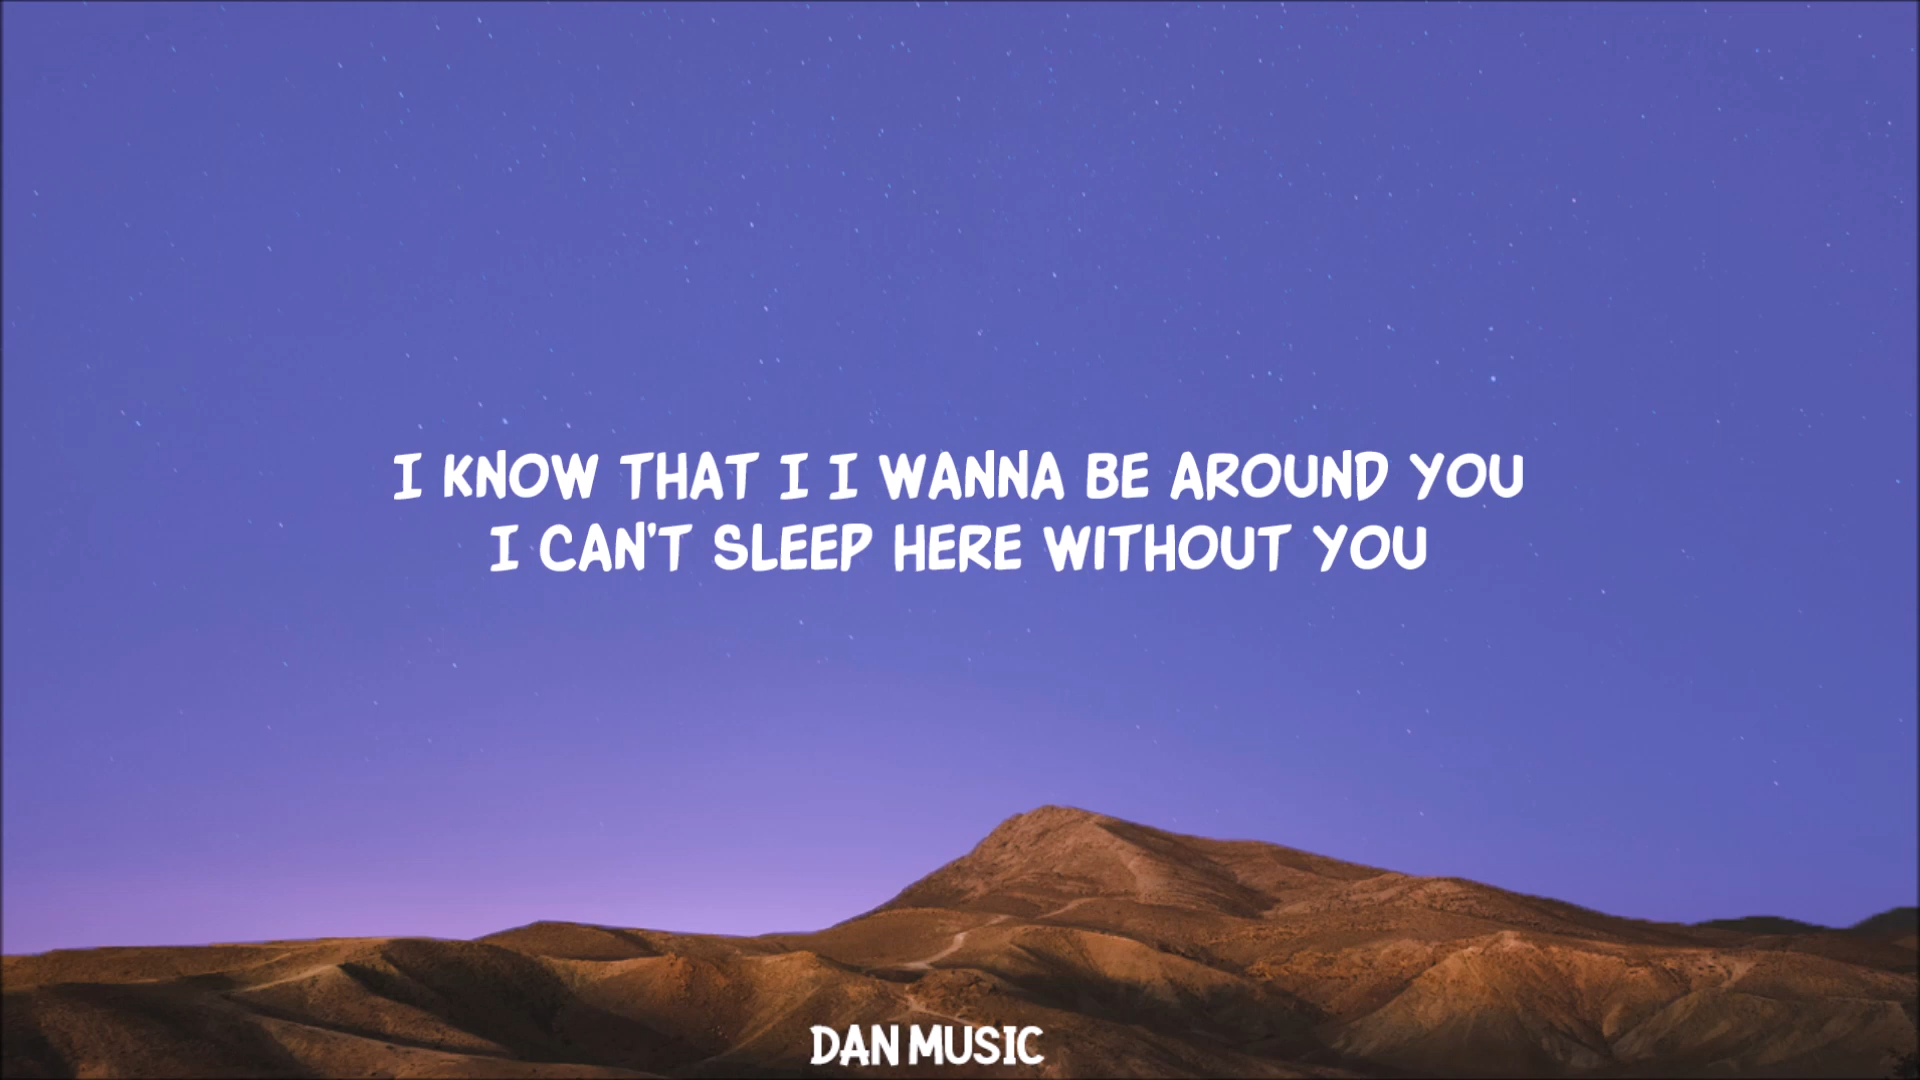 I KNOW THAT I I WANNA BE AROUND YOU
I CAN'T SLEEP HERE WITHOUT YOU
DAN MUSIC